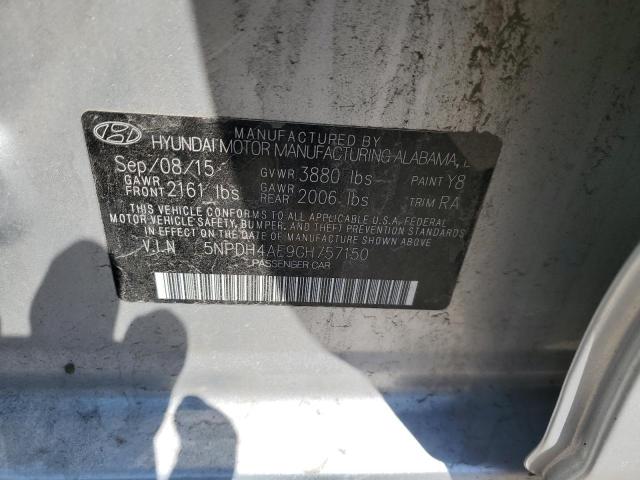 MANUFACTURED BY
HYUNDAI MOTOR MANUFACTURING ALABAMA,
Sep/08/15 GVWR 3880 lbs PAINT Y8
GAWR FRONT 2161 lbs GAWR REAR 2006 lbs TRIM RA
THIS VEHICLE CONFORMS TO ALL APPLICABLE U.S.A. FEDERAL
MOTOR VEHICLE SAFETY, BUMPER, AND THEFT PREVENTION STANDARDS
IN EFFECT ON THE DATE OF MANUFACTURE SHOWN ABOVE.
V.I.N 5NPDH4AE9GH757150
PASSENGER CAR